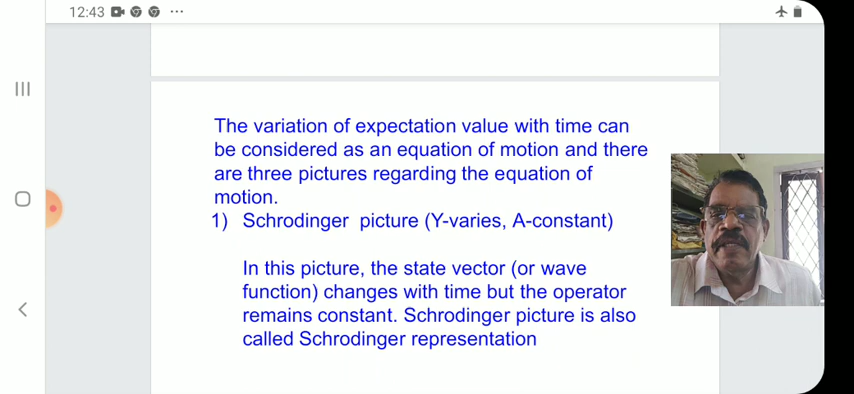 12:43
The variation of expectation value with time can
be considered as an equation of motion and there
are three pictures regarding the equation of
motion.
1) Schrodinger picture (Y-varies, A-constant)
In this picture, the state vector (or wave
function) changes with time but the operator
remains constant. Schrodinger picture is also
called Schrodinger representation